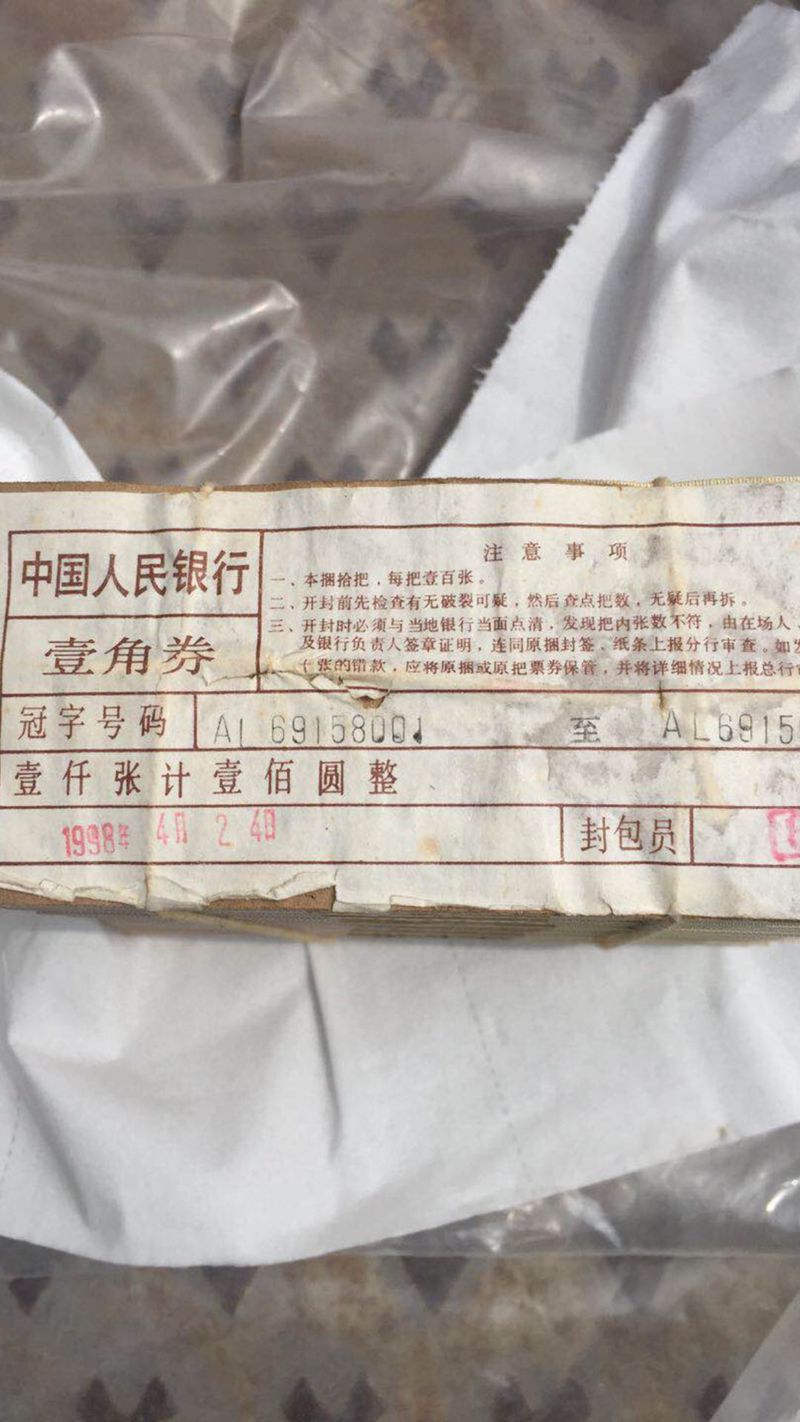 中国人民银行
壹角券
注意事项
一、本捆拾把，每把壹百张。
二、开封前先检查有无破裂可疑，然后查点把数，无疑后再拆。
三、开封时必须与当地银行当面点清，发现把内张数不符，由在场人、
及银行负责人签章证明，连同原捆封签、纸条上报分行审查。如发
张的错款，应将原捆或原把票券保管，并将详细情况上报总行
冠字号码 AL 69158001 至 AL6915
壹仟张计壹佰圆整
1998年 4月 2 4日
封包员